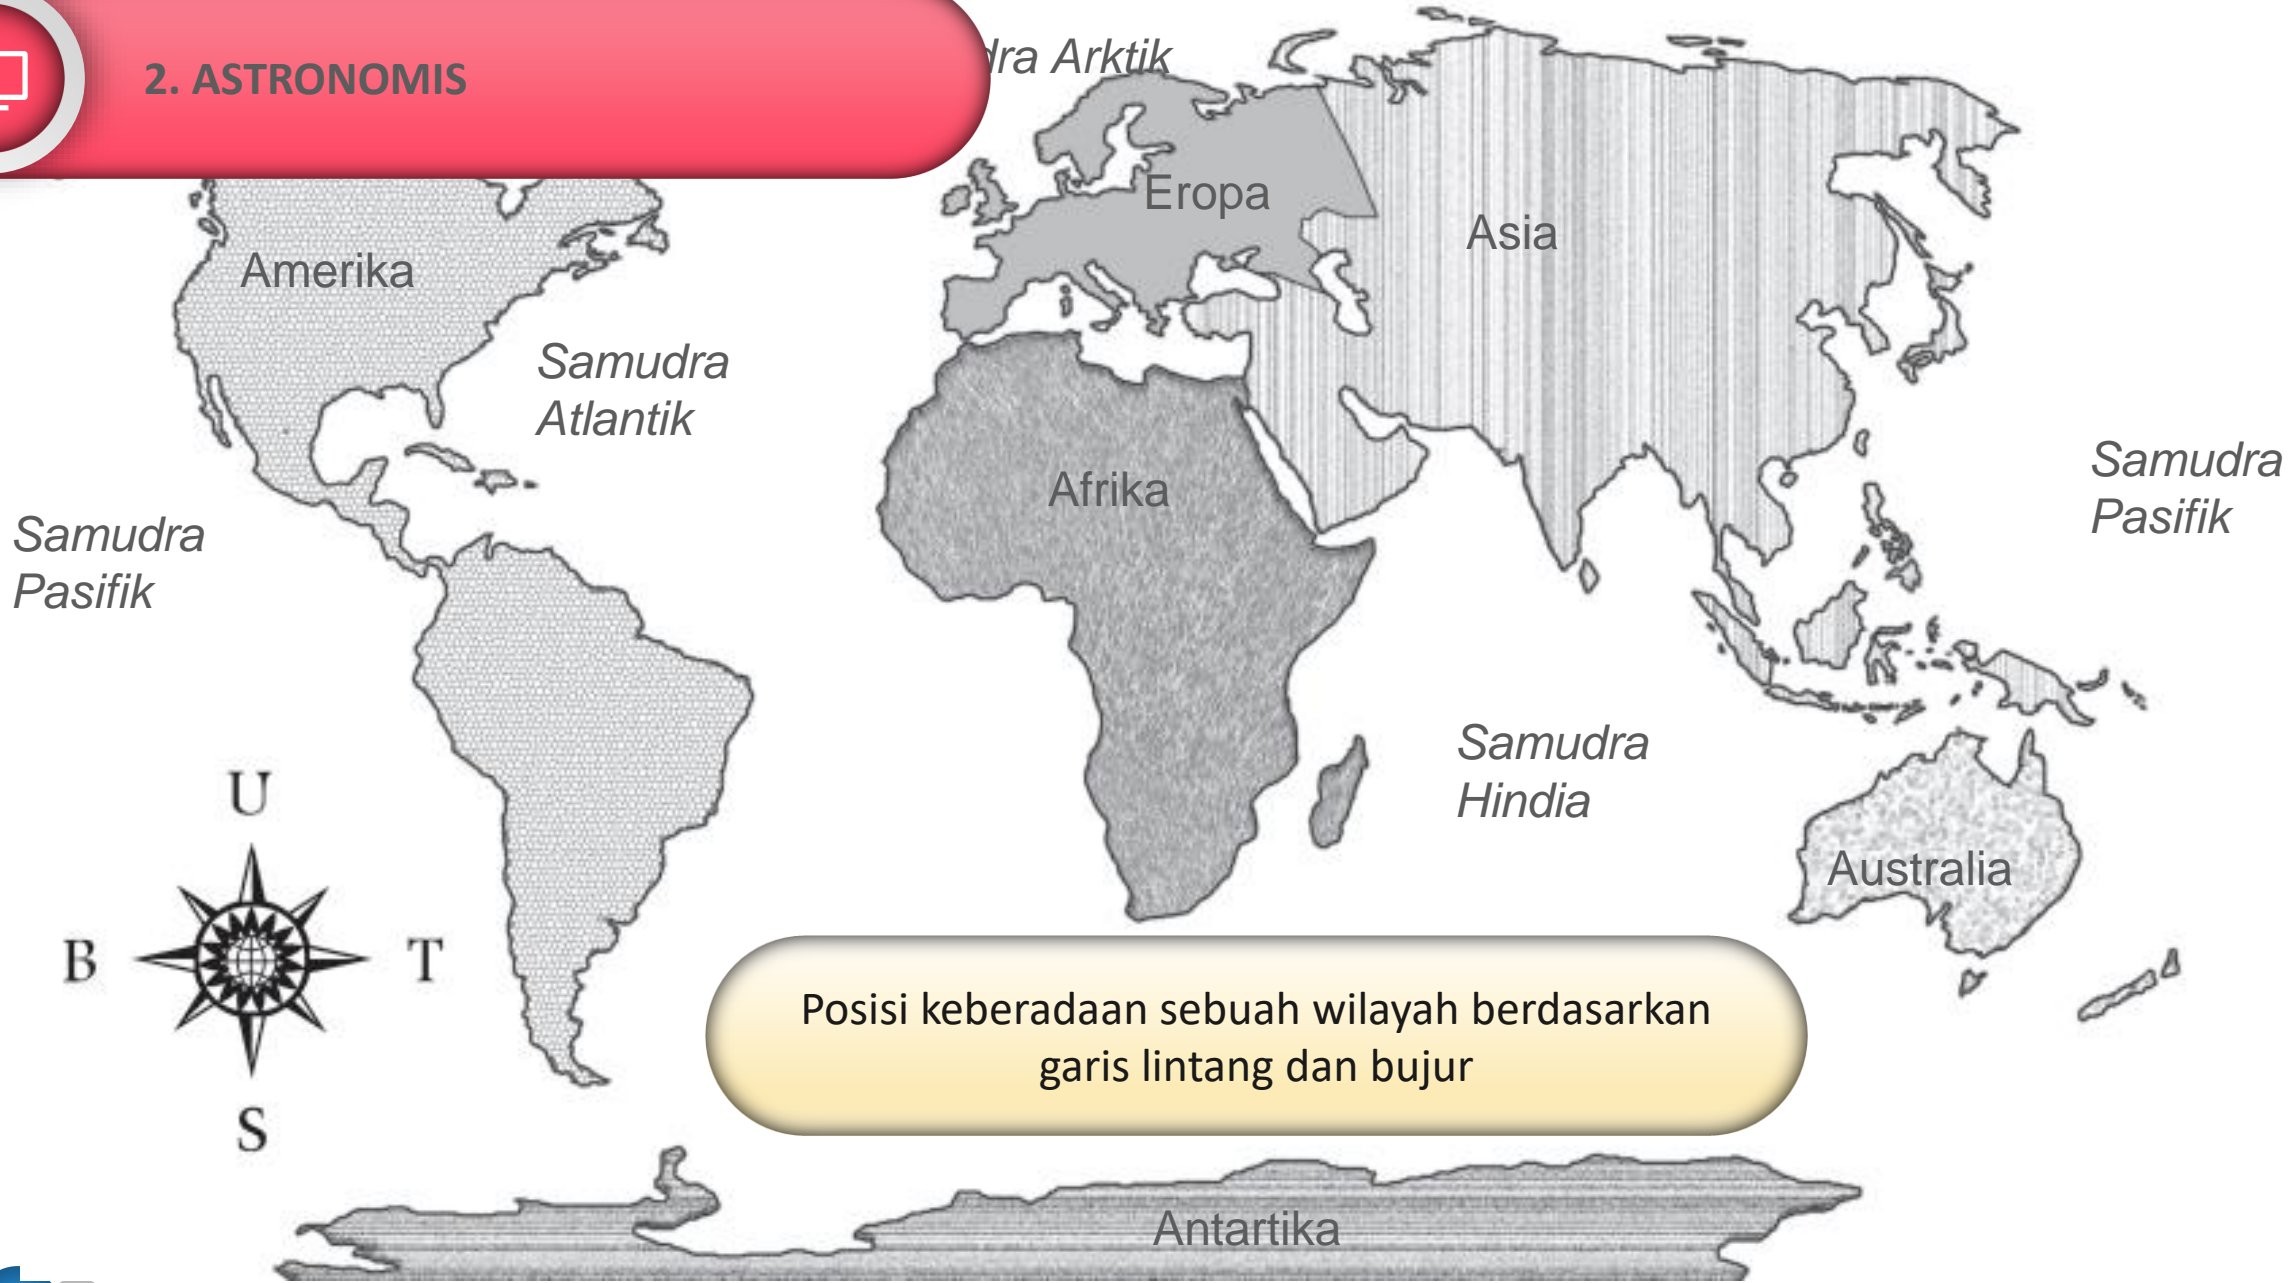 2. ASTRONOMIS
Arktik
Eropa
Asia
Amerika
Samudra
Atlantik
Afrika
Samudra
Pasifik
Samudra
Pasifik
Samudra
Hindia
Australia
U
B T
S
Posisi keberadaan sebuah wilayah berdasarkan
garis lintang dan bujur
Antartika